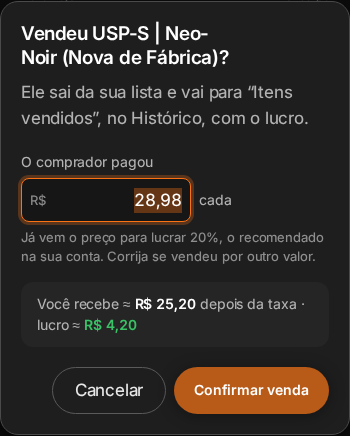 Vendeu USP-S | Neo-
Noir (Nova de Fábrica)?
Ele sai da sua lista e vai para “Itens
vendidos”, no Histórico, com o lucro.
O comprador pagou
R$ 28,98 cada
Já vem o preço para lucrar 20%, o recomendado
na sua conta. Corrija se vendeu por outro valor.
Você recebe ≈ R$ 25,20 depois da taxa ·
lucro ≈ R$ 4,20
Cancelar Confirmar venda